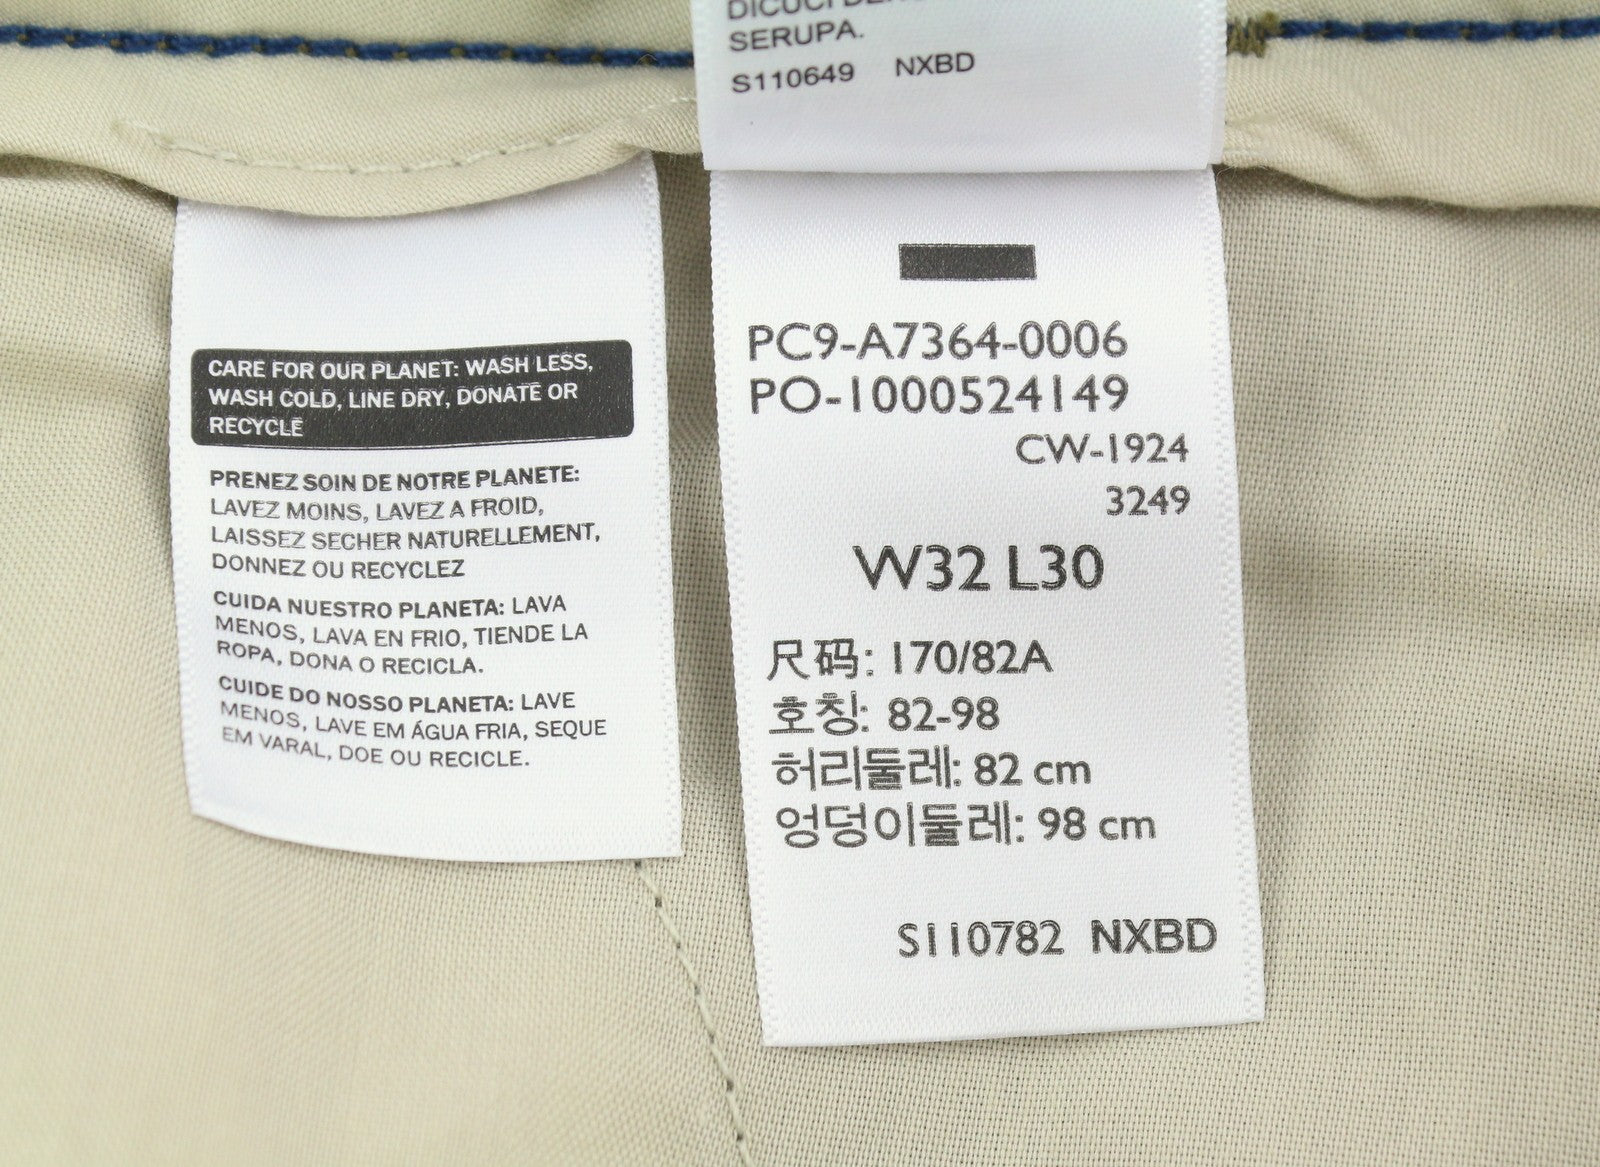 SERUPA.
S110649 NXBD
CARE FOR OUR PLANET: WASH LESS,
WASH COLD, LINE DRY, DONATE OR
RECYCLE
PRENEZ SOIN DE NOTRE PLANETE:
LAVEZ MOINS, LAVEZ A FROID,
LAISSEZ SECHER NATURELLEMENT,
DONNEZ OU RECYCLEZ
CUIDA NUESTRO PLANETA: LAVA
MENOS, LAVA EN FRIO, TIENDE LA
ROPA, DONA O RECICLA.
CUIDE DO NOSSO PLANETA: LAVE
MENOS, LAVE EM ÁGUA FRIA, SEQUE
EM VARAL, DOE OU RECICLE.
PC9-A7364-0006
PO-1000524149
CW-1924
3249
W32 L30
尺码: 170/82A
호칭: 82-98
허리둘레: 82 cm
엉덩이둘레: 98 cm
S110782 NXBD